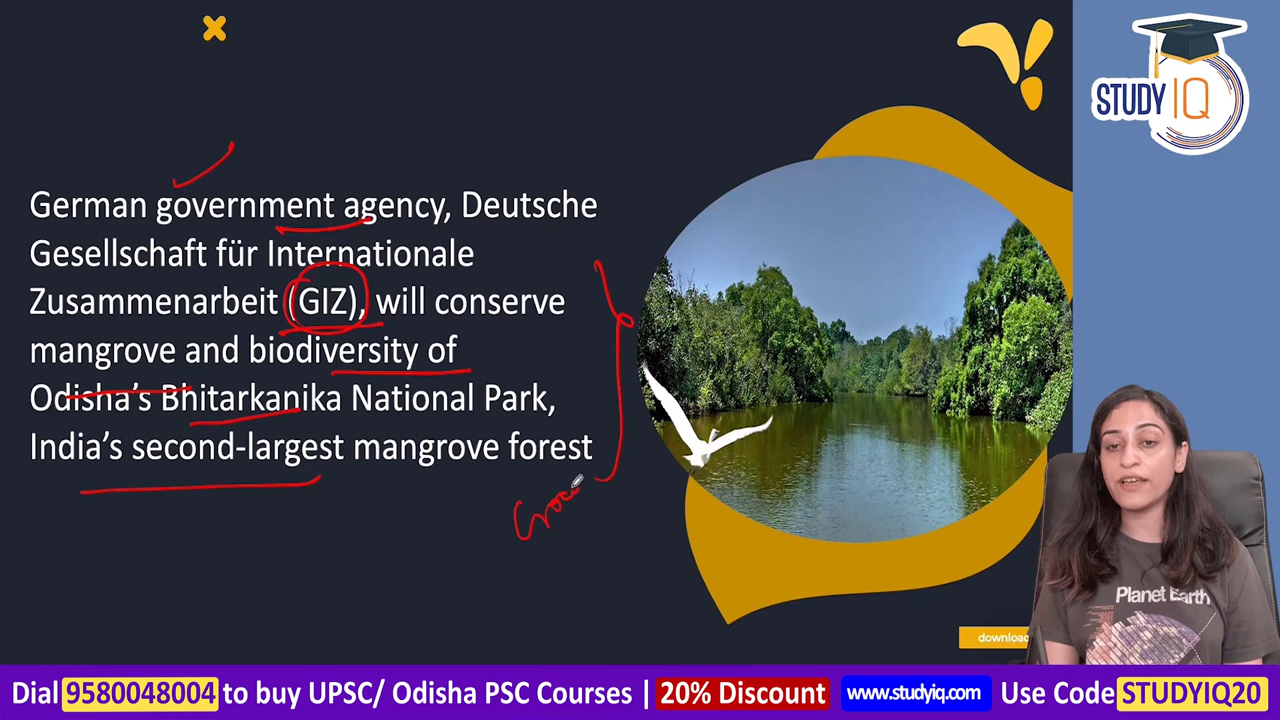 STUDY IQ
German government agency, Deutsche
Gesellschaft für Internationale
Zusammenarbeit (GIZ), will conserve
mangrove and biodiversity of
Odisha's Bhitarkanika National Park,
India's second-largest mangrove forest
Planet Earth
download
Dial 9580048004 to buy UPSC/ Odisha PSC Courses | 20% Discount www.studyiq.com Use Code STUDYIQ20